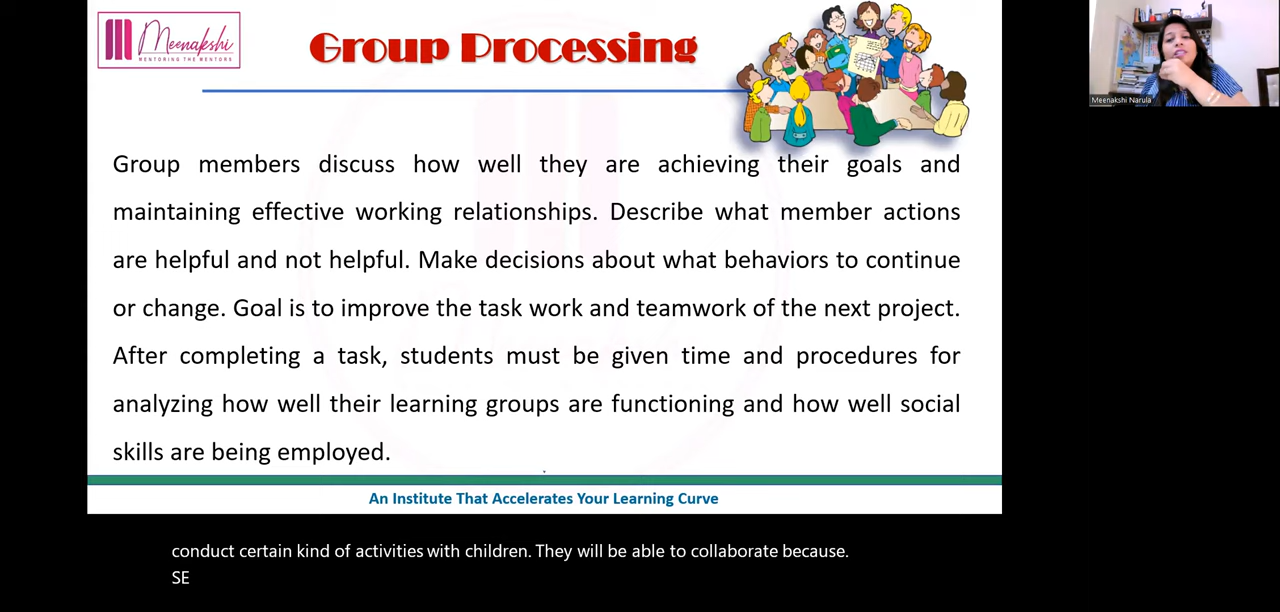 Meenakshi
MENTORING THE MENTORS
Group Processing
Meenakshi Narula
Group members discuss how well they are achieving their goals and
maintaining effective working relationships. Describe what member actions
are helpful and not helpful. Make decisions about what behaviors to continue
or change. Goal is to improve the task work and teamwork of the next project.
After completing a task, students must be given time and procedures for
analyzing how well their learning groups are functioning and how well social
skills are being employed.
An Institute That Accelerates Your Learning Curve
conduct certain kind of activities with children. They will be able to collaborate because.
SE